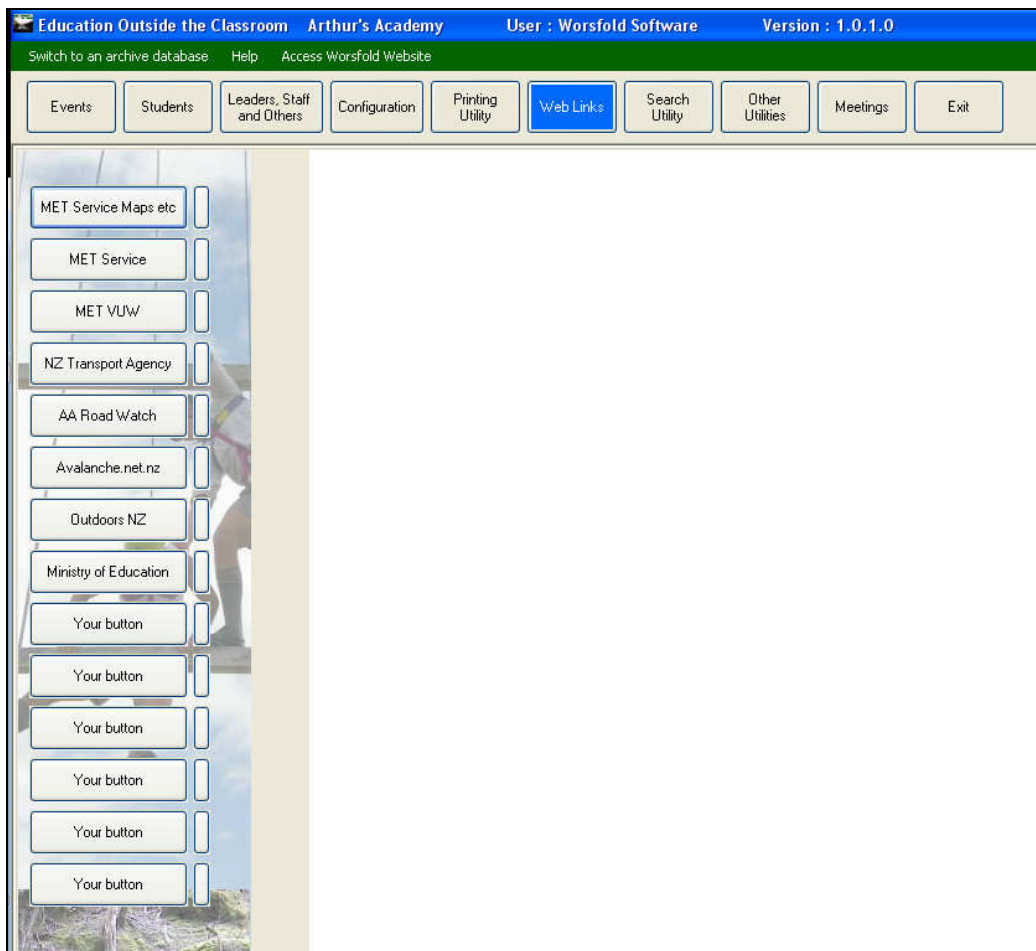 Education Outside the Classroom Arthur's Academy User : Worsfold Software Version : 1.0.1.0
Switch to an archive database Help Access Worsfold Website
Events Students Leaders, Staff and Others Configuration Printing Utility Web Links Search Utility Other Utilities Meetings Exit
MET Service Maps etc
MET Service
MET VUW
NZ Transport Agency
AA Road Watch
Avalanche.net.nz
Outdoors NZ
Ministry of Education
Your button
Your button
Your button
Your button
Your button
Your button